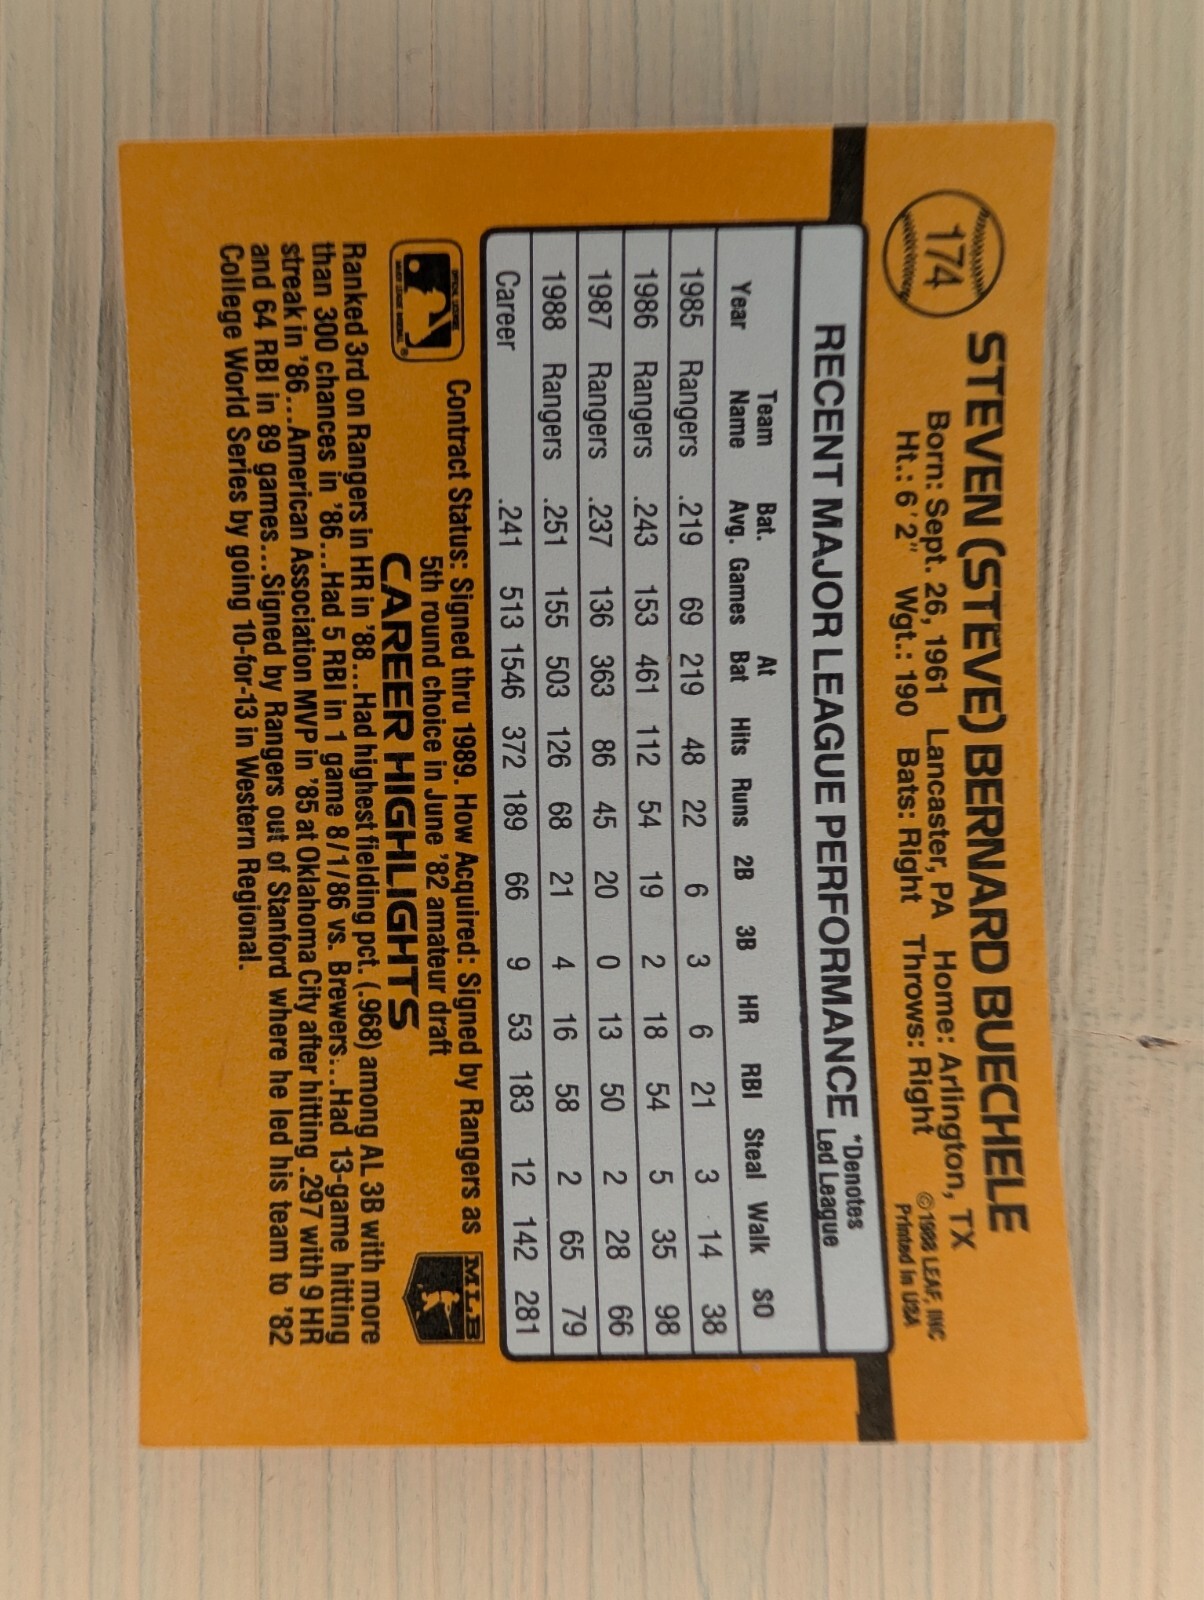 174
STEVEN (STEVE) BERNARD BUECHELE
Born: Sept. 26, 1961 Lancaster, PA Home: Arlington, TX
Ht.: 6'2" Wgt.: 190 Bats: Right Throws: Right
©1988 LEAF, INC
Printed in USA
RECENT MAJOR LEAGUE PERFORMANCE *Denotes Led League
Year Team Name Bat. Avg. Games At Bat Hits Runs 2B 3B HR RBI Steal Walk SO
1985 Rangers .219 69 219 48 22 6 3 6 21 3 14 38
1986 Rangers .243 153 461 112 54 19 2 18 54 5 35 98
1987 Rangers .237 136 363 86 45 20 0 13 50 2 28 66
1988 Rangers .251 155 503 126 68 21 4 16 58 2 65 79
Career .241 513 1546 372 189 66 9 53 183 12 142 281
Contract Status: Signed thru 1989. How Acquired: Signed by Rangers as
5th round choice in June '82 amateur draft
MLB
CAREER HIGHLIGHTS
Ranked 3rd on Rangers in HR in '88...Had highest fielding pct. (.968) among AL 3B with more
than 300 chances in '86...Had 5 RBI in 1 game 8/1/86 vs. Brewers...Had 13-game hitting
streak in '86...American Association MVP in '85 at Oklahoma City after hitting .297 with 9 HR
and 64 RBI in 89 games...Signed by Rangers out of Stanford where he led his team to '82
College World Series by going 10-for-13 in Western Regional.